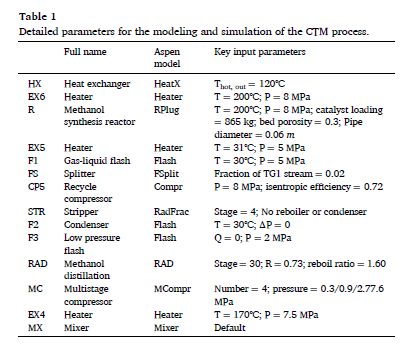 Table 1
Detailed parameters for the modeling and simulation of the CTM process.
Full name Aspen model Key input parameters
HX Heat exchanger HeatX Thot, out = 120°C
EX6 Heater Heater T = 200°C; P = 8 MPa
R Methanol synthesis reactor RPlug T = 200°C; P = 8 MPa; catalyst loading
= 865 kg; bed porosity = 0.3; Pipe
diameter = 0.06 m
EX5 Heater Heater T = 31°C; P = 5 MPa
F1 Gas-liquid flash Flash T = 30°C; P = 5 MPa
FS Splitter FSplit Fraction of TG1 stream = 0.02
CP5 Recycle compressor Compr P = 8 MPa; isentropic efficiency = 0.72
STR Stripper RadFrac Stage = 4; No reboiler or condenser
F2 Condenser Flash T = 30°C; ΔP = 0
F3 Low pressure flash Flash Q = 0; P = 2 MPa
RAD Methanol distillation RAD Stage = 30; R = 0.73; reboil ratio = 1.60
MC Multistage compressor MCompr Number = 4; pressure = 0.3/0.9/2.77.6
MPa
EX4 Heater Heater T = 170°C; P = 7.5 MPa
MX Mixer Mixer Default